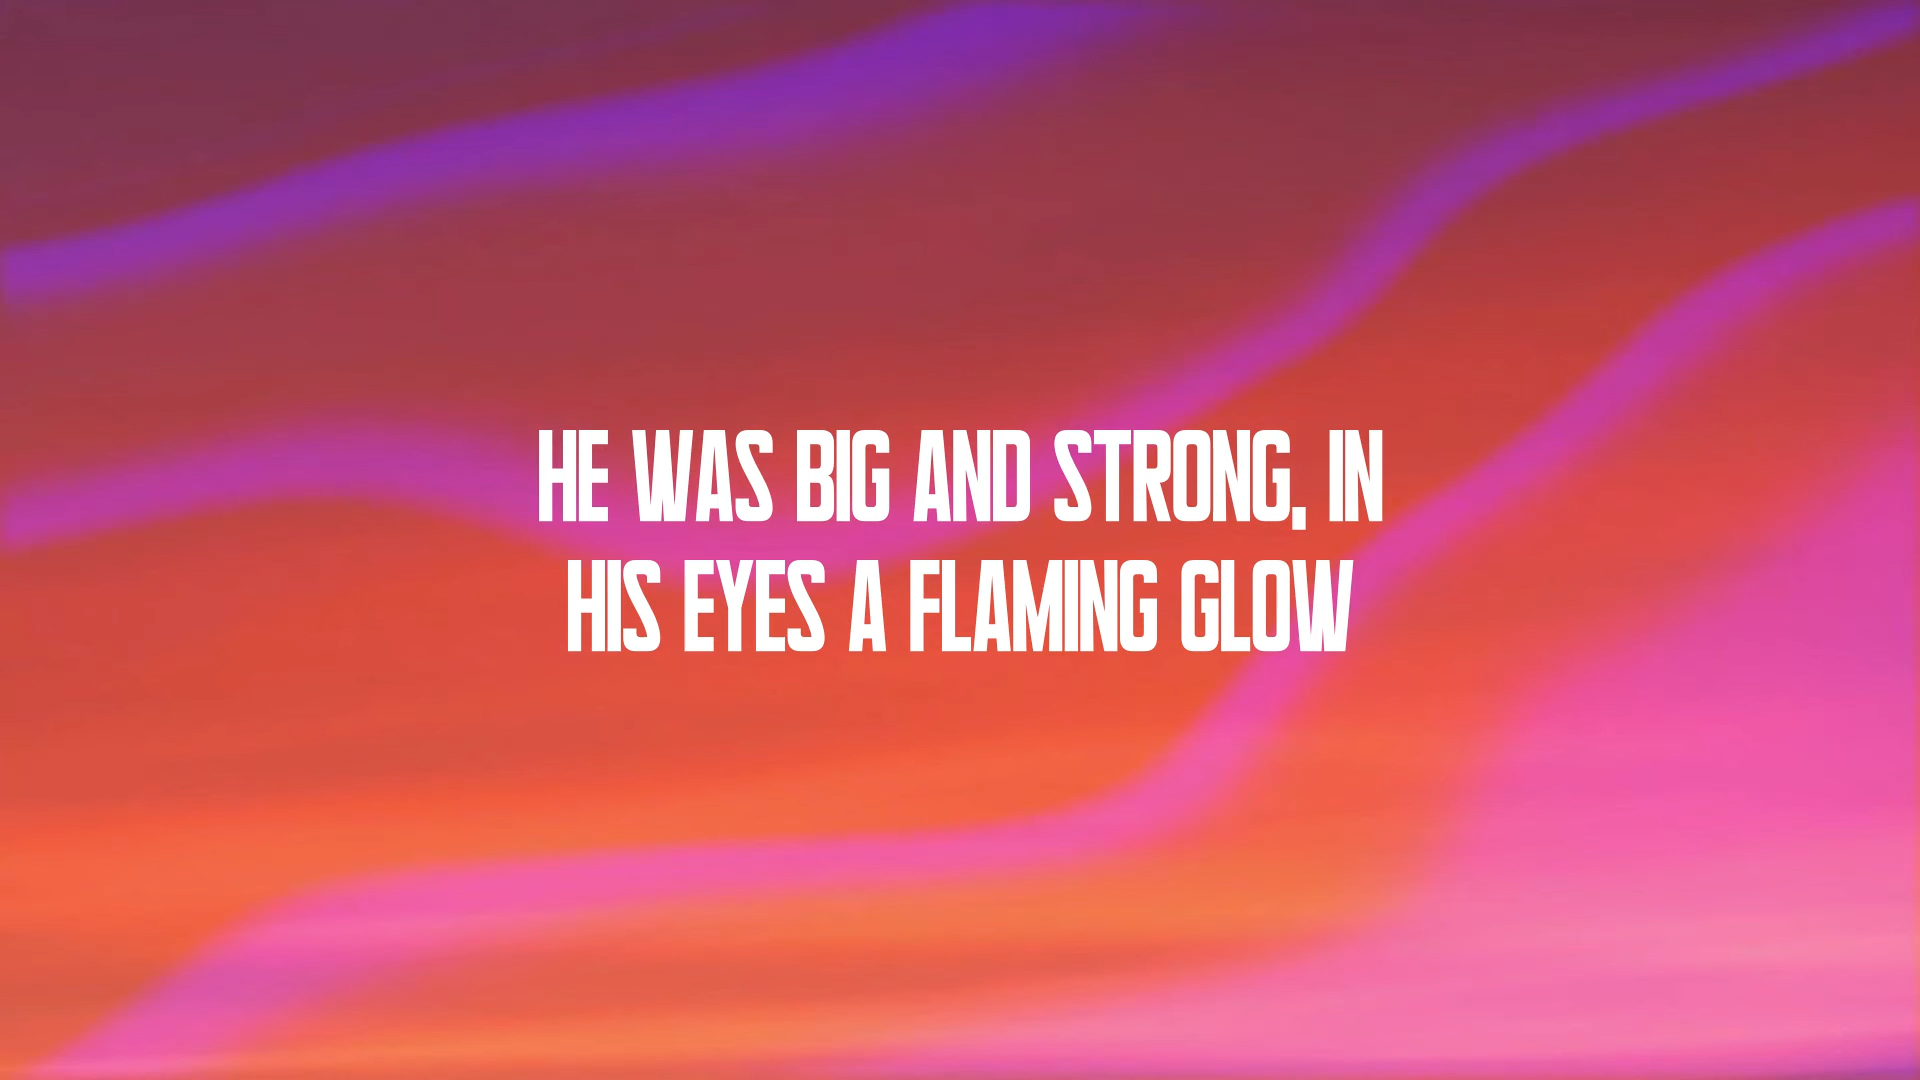 HE WAS BIG AND STRONG, IN
HIS EYES A FLAMING GLOW